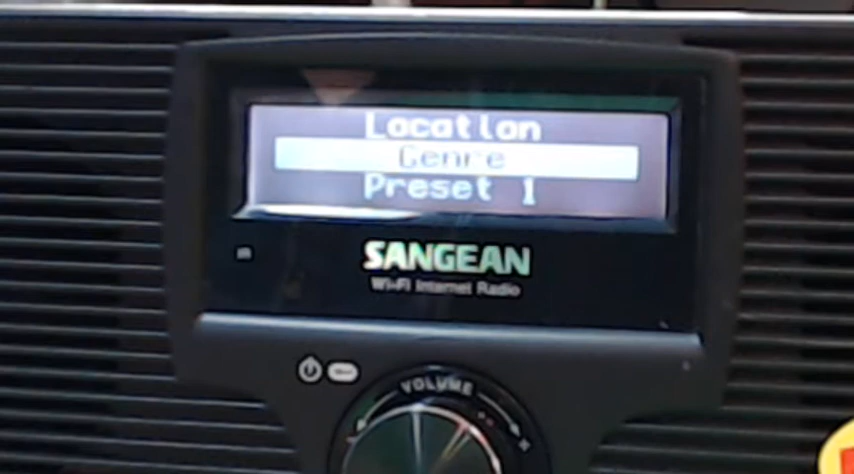 Location
Genre
Preset 1
SANGEAN
Wi-Fi Internet Radio
VOLUME